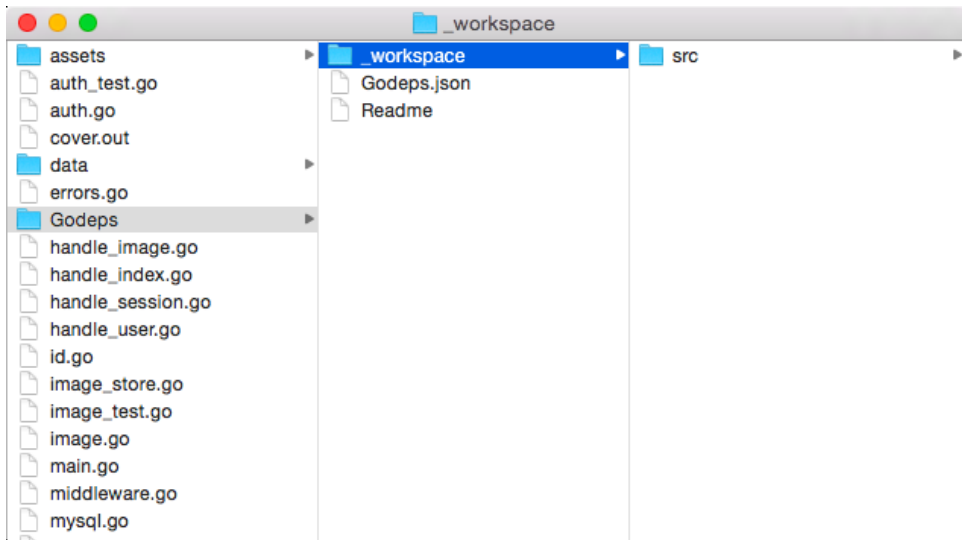 _workspace
assets
auth_test.go
auth.go
cover.out
data
errors.go
Godeps
handle_image.go
handle_index.go
handle_session.go
handle_user.go
id.go
image_store.go
image_test.go
image.go
main.go
middleware.go
mysql.go
_workspace
Godeps.json
Readme
src